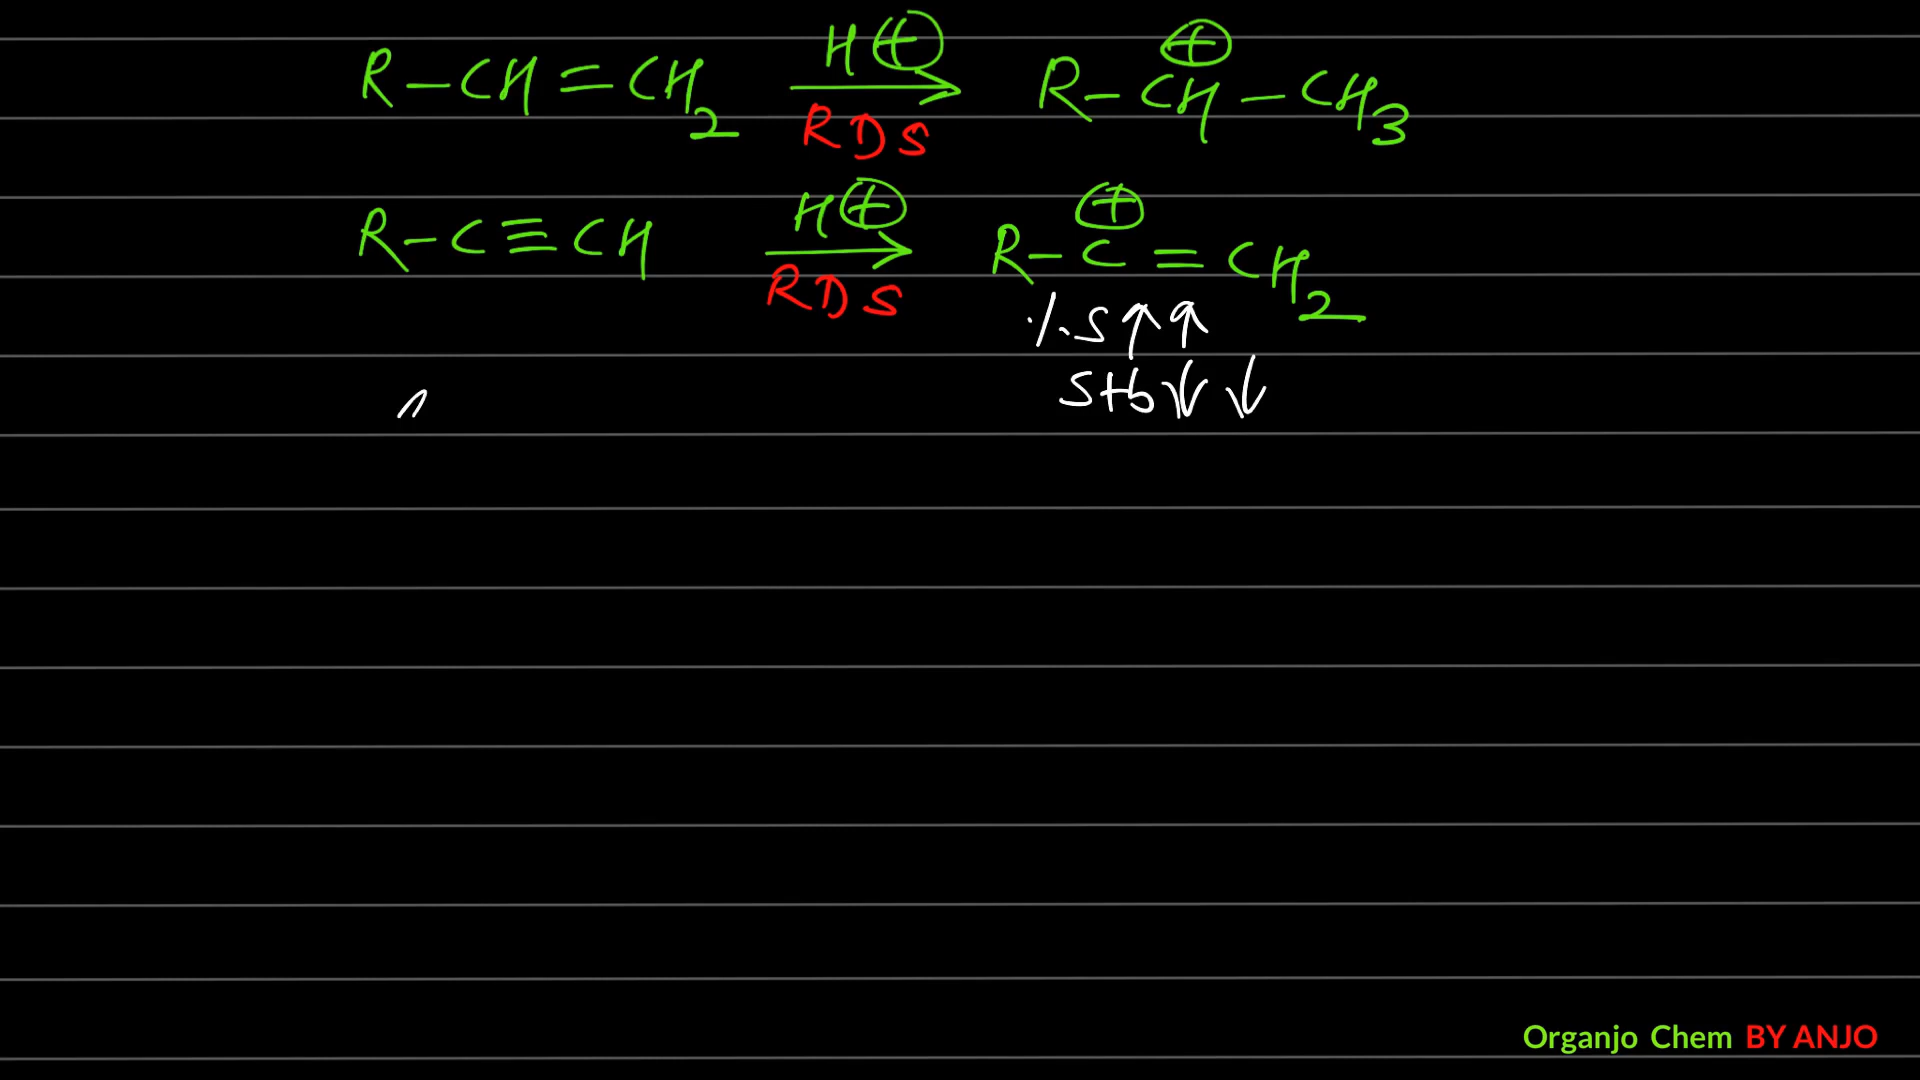 R-CH=CH2 H⊕ R-CH-CH3 ⊕
RDS
R-C≡CH H⊕ R-C=CH2 ⊕
RDS
%S↑↑
Stb↓↓
Organjo Chem BY ANJO